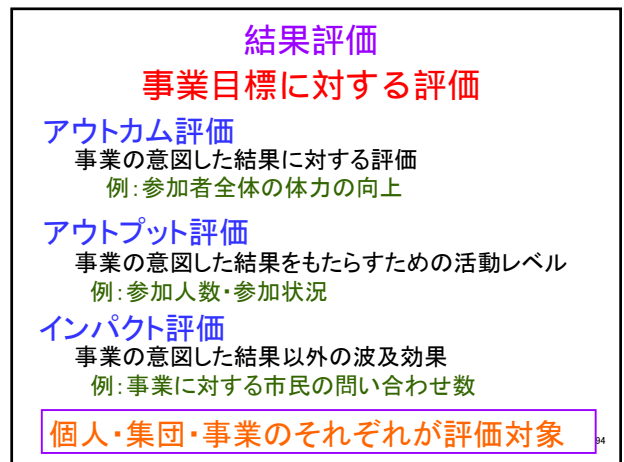 結果評価
事業目標に対する評価
アウトカム評価
事業の意図した結果に対する評価
例：参加者全体の体力の向上
アウトプット評価
事業の意図した結果をもたらすための活動レベル
例：参加人数・参加状況
インパクト評価
事業の意図した結果以外の波及効果
例：事業に対する市民の問い合わせ数
個人・集団・事業のそれぞれが評価対象
94